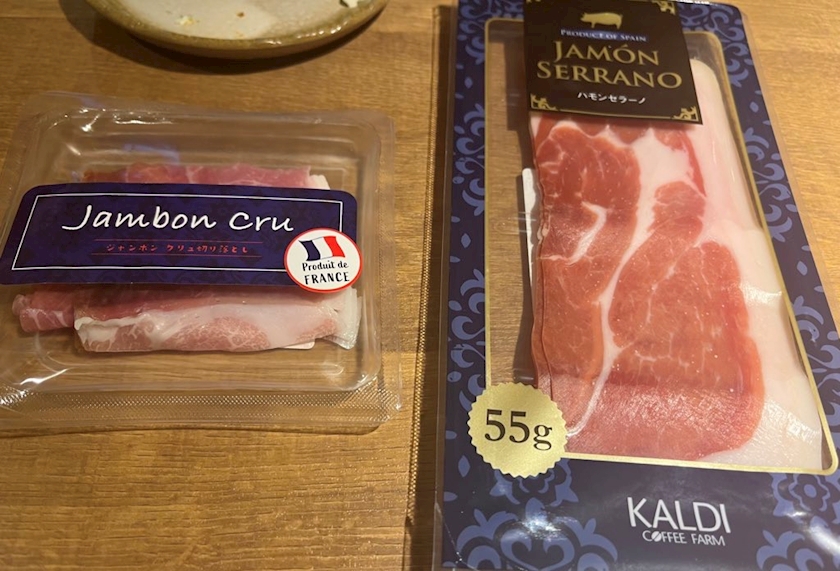 Jambon Cru
ジャンボン クリュ切り落とし
Produit de
FRANCE
PRODUCT OF SPAIN
JAMÓN
SERRANO
ハモンセラーノ
55g
KALDI
COFFEE FARM